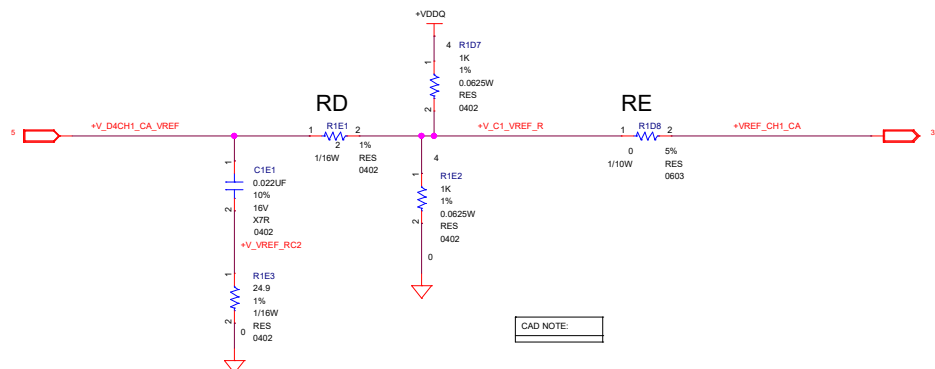 +VDDQ
4 R1D7
1
1K
1%
0.0625W
RES
2
0402
RD
RE
5
+V_D4CH1_CA_VREF
1 R1E1 2
2 1%
1/16W RES
0402
+V_C1_VREF_R
1 R1D8 2
0 5%
1/10W RES
0603
+VREF_CH1_CA
3
1
C1E1
0.022UF
10%
16V
2
X7R
0402
+V_VREF_RC2
4
1
R1E2
1K
1%
0.0625W
2
RES
0402
0
1
R1E3
24.9
1%
1/16W
2
RES
0
0402
CAD NOTE: